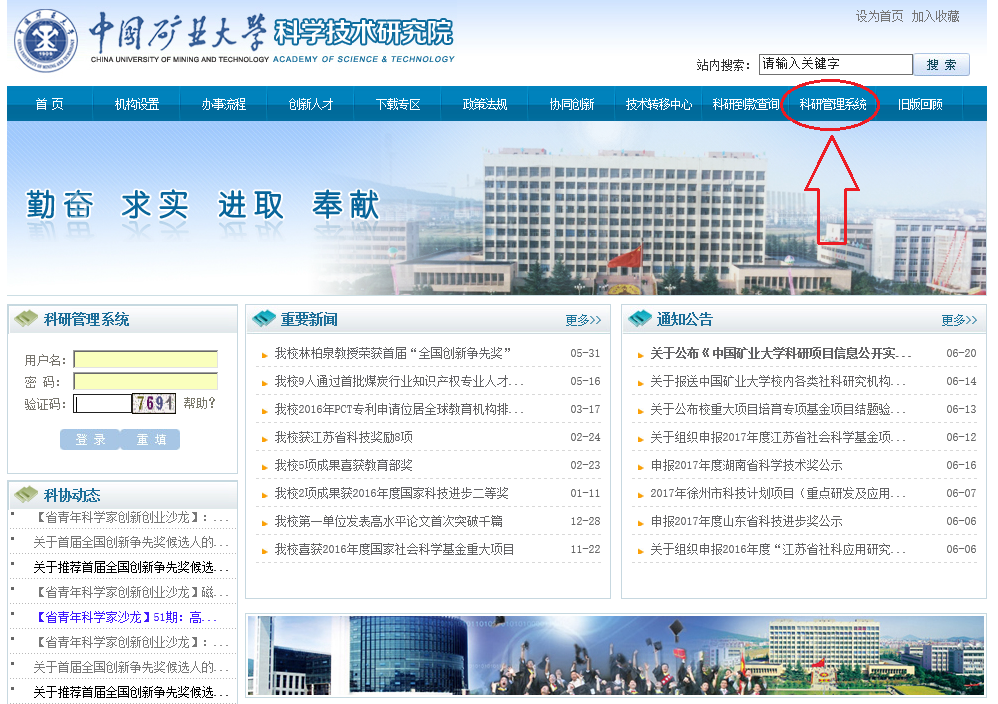 设为首页 加入收藏
中国矿业大学 科学技术研究院
CHINA UNIVERSITY OF MINING AND TECHNOLOGY ACADEMY OF SCIENCE & TECHNOLOGY
站内搜索: 请输入关键字 搜 索
首 页 机构设置 办事流程 创新人才 下载专区 政策法规 协同创新 技术转移中心 科研到款查询 科研管理系统 旧版回顾
勤奋 求实 进取 奉献
科研管理系统
用户名:
密 码:
验证码: 7691 帮助?
登 录 重 填
科协动态
【省青年科学家创新创业沙龙】: ...
关于首届全国创新争先奖候选人的...
关于推荐首届全国创新争先奖候选...
【省青年科学家创新创业沙龙】磁...
【省青年科学家沙龙】51期: 高...
【省青年科学家创新创业沙龙】: ...
关于首届全国创新争先奖候选人的...
关于推荐首届全国创新争先奖候选...
重要新闻 更多>>
我校林柏泉教授荣获首届“全国创新争先奖” 05-31
我校9人通过首批煤炭行业知识产权专业人才... 05-16
我校2016年PCT专利申请位居全球教育机构排... 03-17
我校获江苏省科技奖励8项 02-24
我校5项成果喜获教育部奖 02-23
我校2项成果获2016年度国家科技进步二等奖 01-11
我校第一单位发表高水平论文首次突破千篇 12-28
我校喜获2016年度国家社会科学基金重大项目 11-22
通知公告 更多>>
关于公布《中国矿业大学科研项目信息公开实... 06-20
关于报送中国矿业大学校内各类社科研究机构... 06-14
关于公布校重大项目培育专项基金项目结题验... 06-13
关于组织申报2017年度江苏省社会科学基金项... 06-12
申报2017年度湖南省科学技术奖公示 06-16
2017年徐州市科技计划项目（重点研发及应用... 06-07
申报2017年度山东省科技进步奖公示 06-06
关于组织申报2016年度“江苏省社科应用研究... 06-06